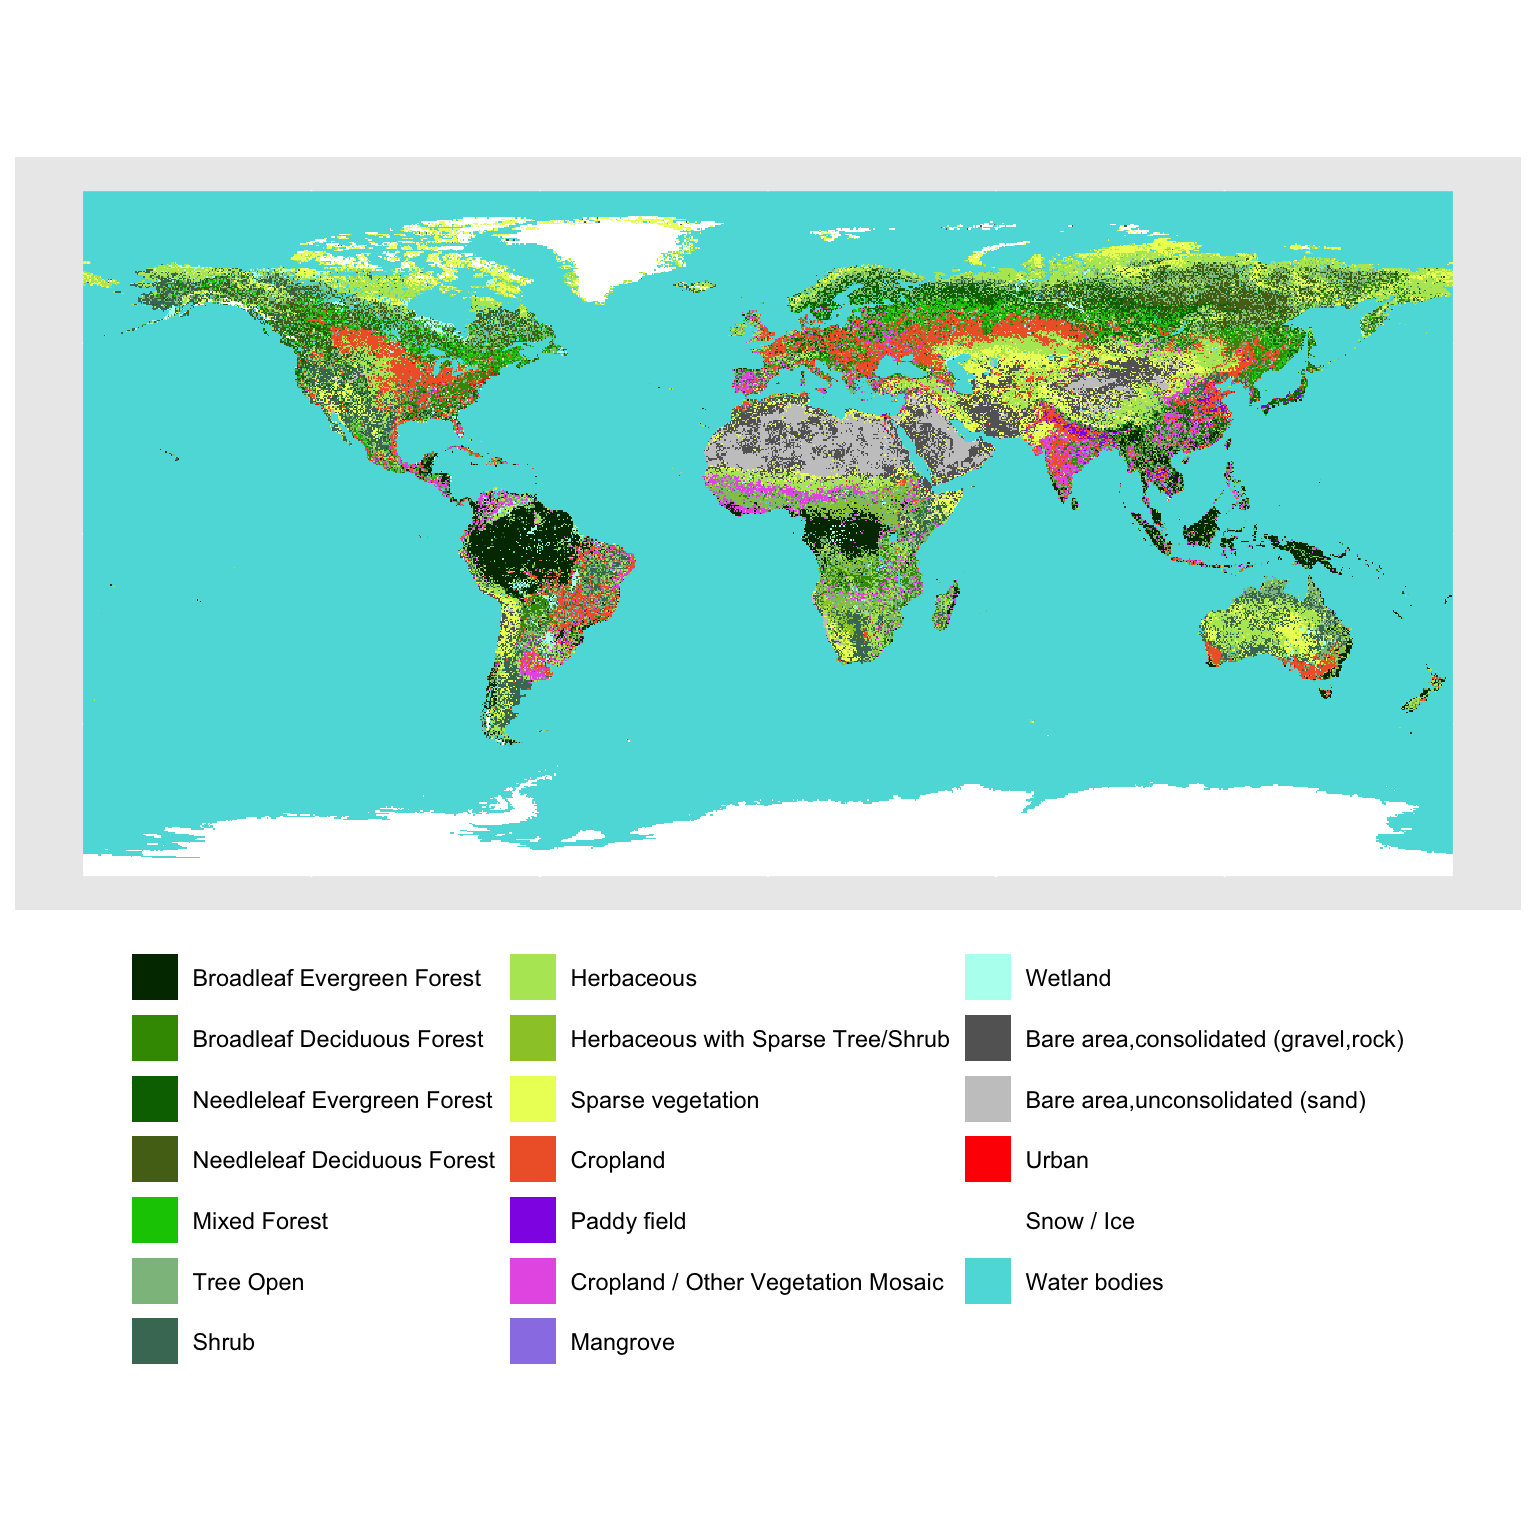 Broadleaf Evergreen Forest
Broadleaf Deciduous Forest
Needleleaf Evergreen Forest
Needleleaf Deciduous Forest
Mixed Forest
Tree Open
Shrub
Herbaceous
Herbaceous with Sparse Tree/Shrub
Sparse vegetation
Cropland
Paddy field
Cropland / Other Vegetation Mosaic
Mangrove
Wetland
Bare area,consolidated (gravel,rock)
Bare area,unconsolidated (sand)
Urban
Snow / Ice
Water bodies